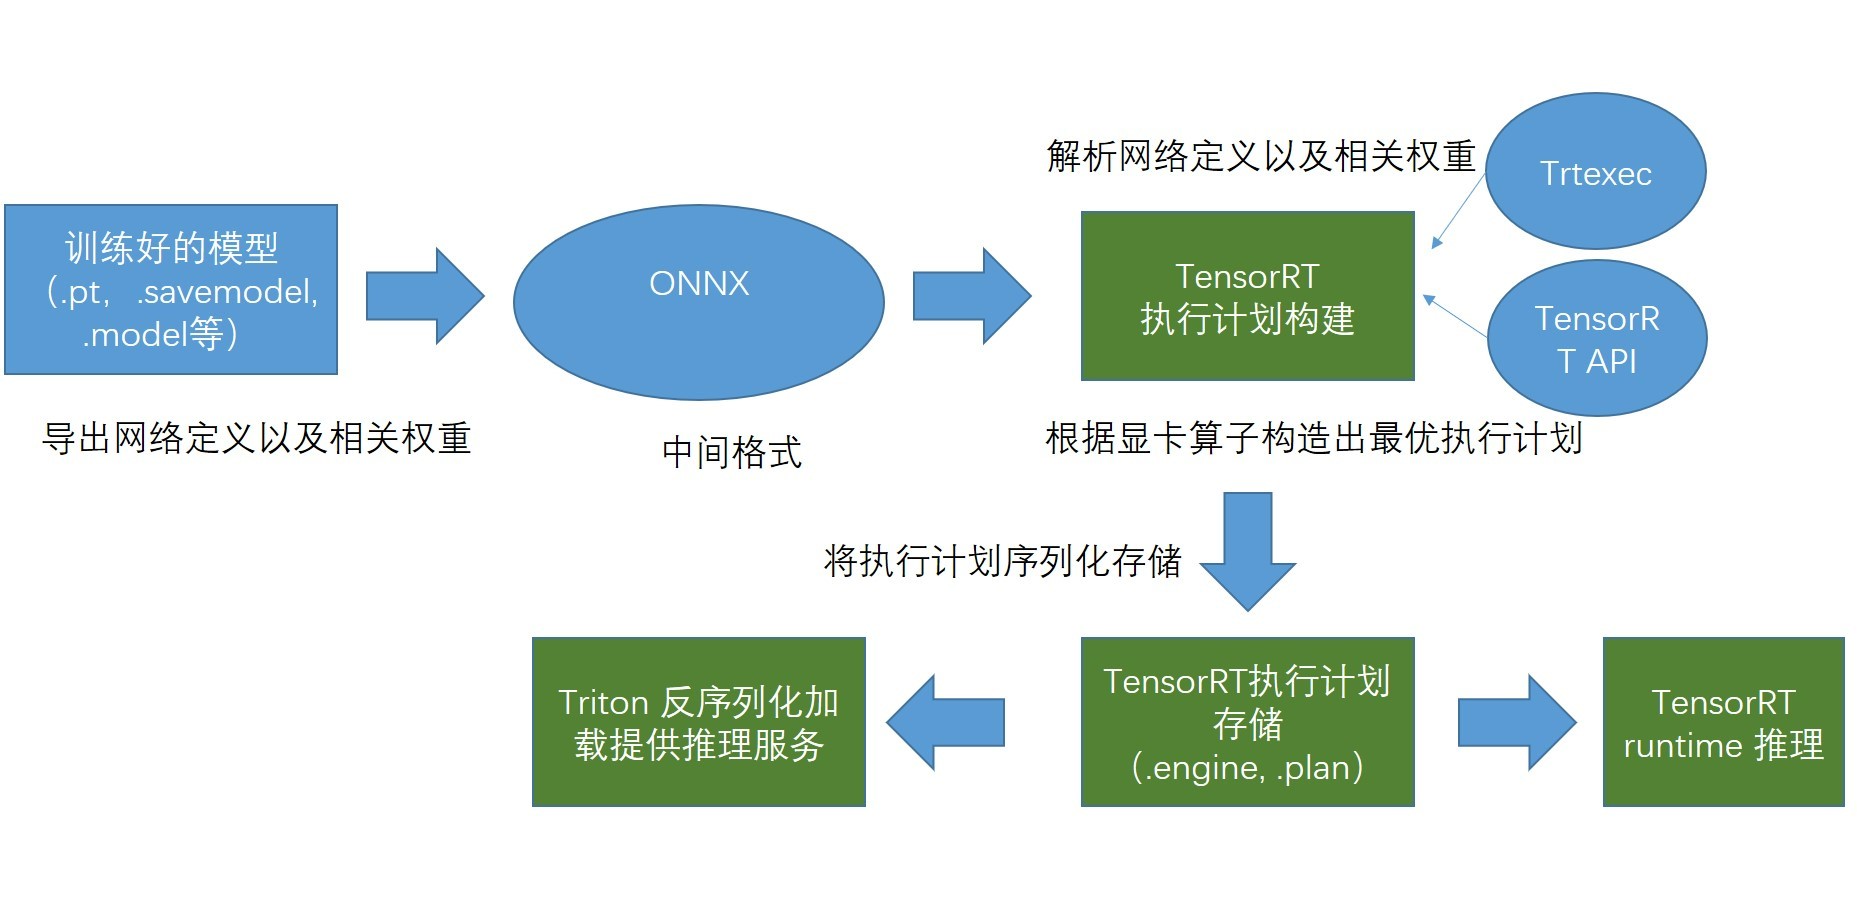 解析网络定义以及相关权重
Trtexec
训练好的模型
（.pt，.savemodel,
.model等）
ONNX
TensorRT
执行计划构建
TensorR
T API
导出网络定义以及相关权重
中间格式
根据显卡算子构造出最优执行计划
将执行计划序列化存储
Triton 反序列化加
载提供推理服务
TensorRT执行计划
存储
（.engine, .plan）
TensorRT
runtime 推理